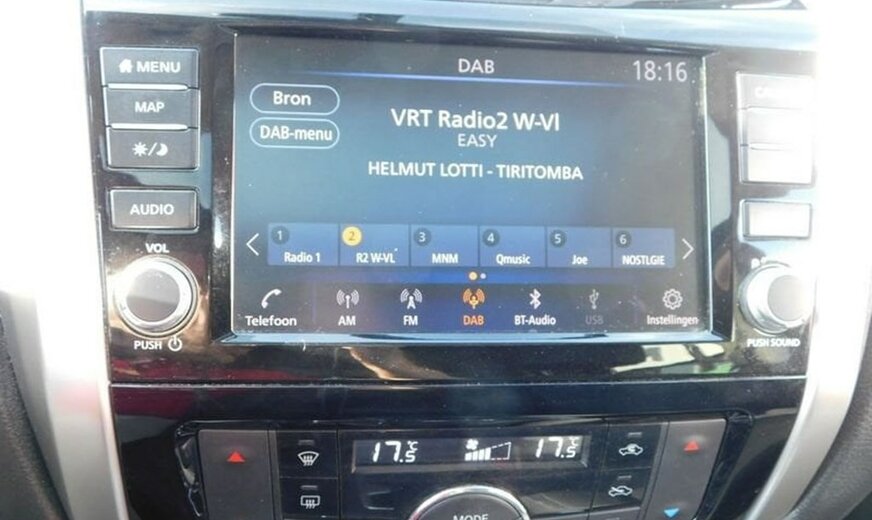 MENU
MAP
AUDIO
VOL
PUSH
DAB
18:16
Bron
DAB-menu
VRT Radio2 W-Vl
EASY
HELMUT LOTTI - TIRITOMBA
1 Radio 1
2 R2 W-VL
3 MNM
4 Qmusic
5 Joe
6 NOSTLGIE
Telefoon
AM
FM
DAB
BT-Audio
USB
Instellingen
PUSH SOUND
17.5°C
17.5°C
MODE